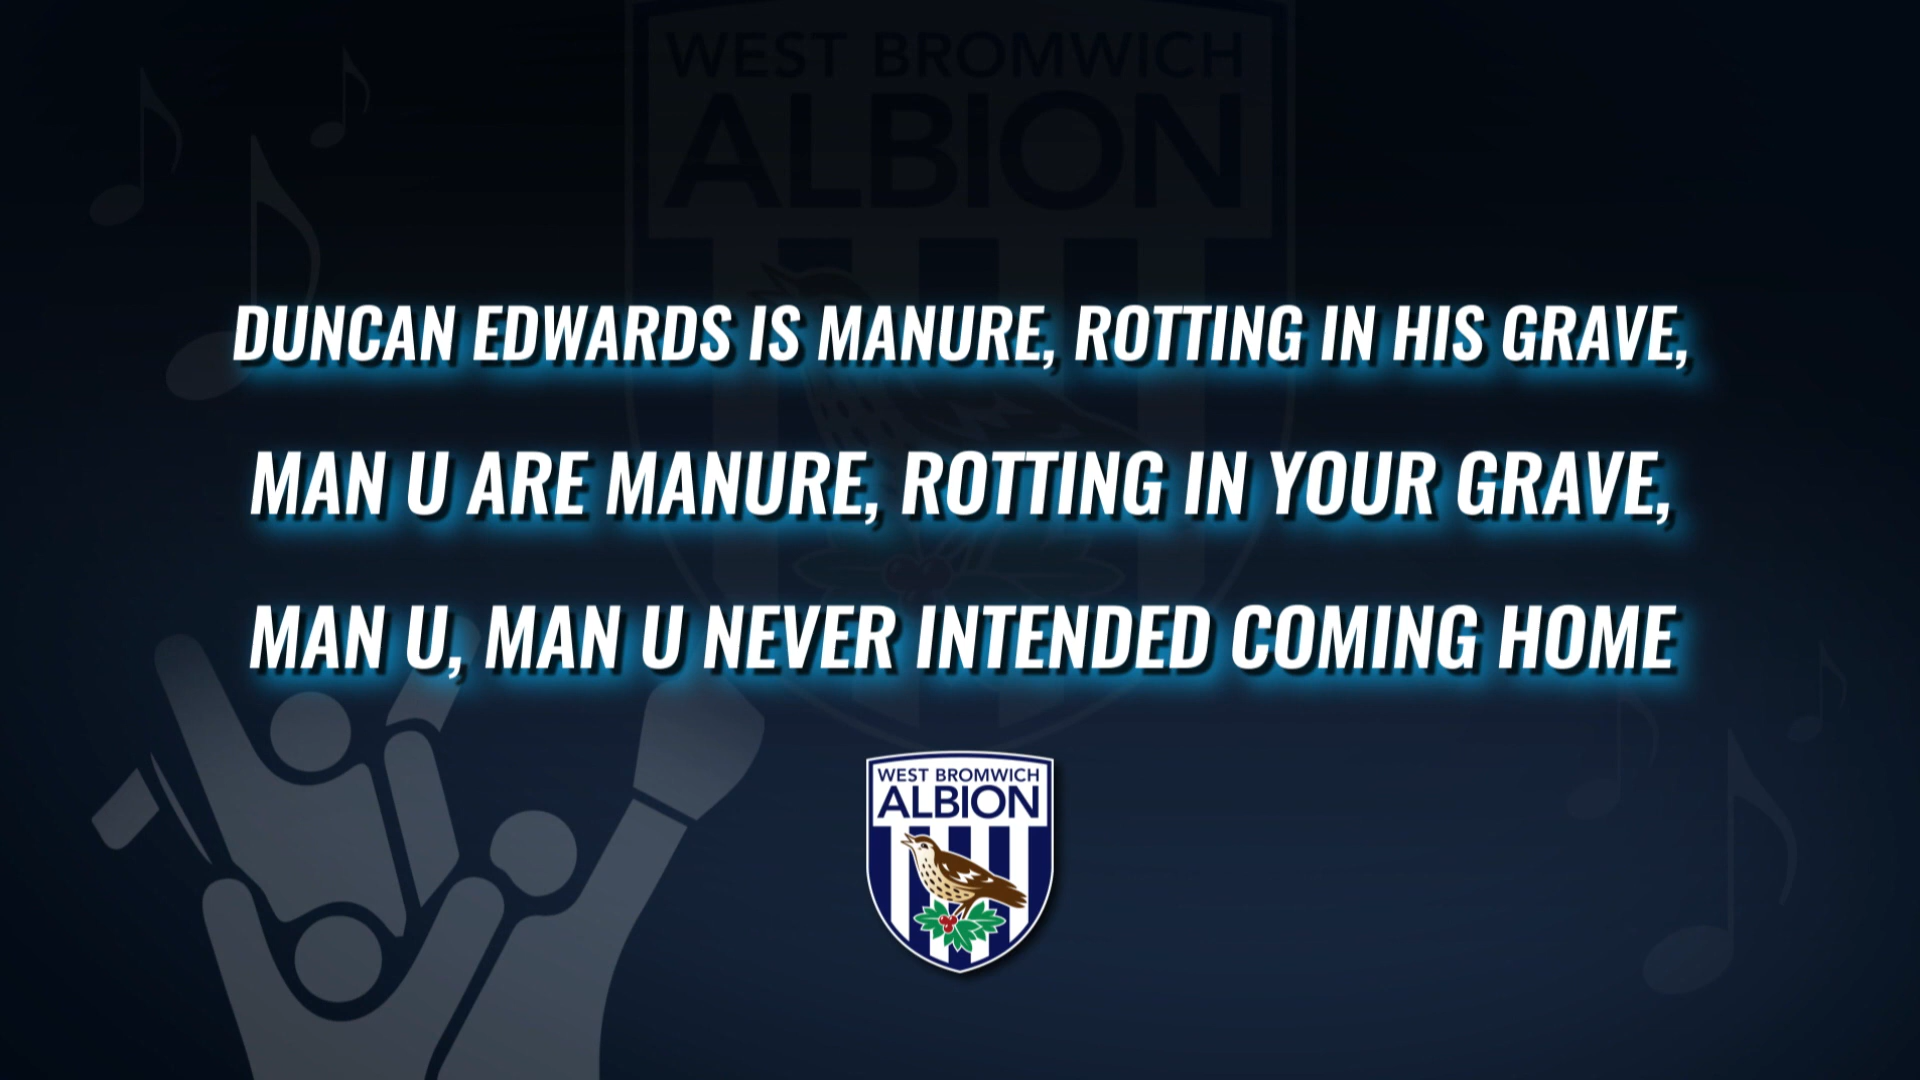 WEST BROMWICH
ALBION
DUNCAN EDWARDS IS MANURE, ROTTING IN HIS GRAVE,
MAN U ARE MANURE, ROTTING IN YOUR GRAVE,
MAN U, MAN U NEVER INTENDED COMING HOME
WEST BROMWICH
ALBION